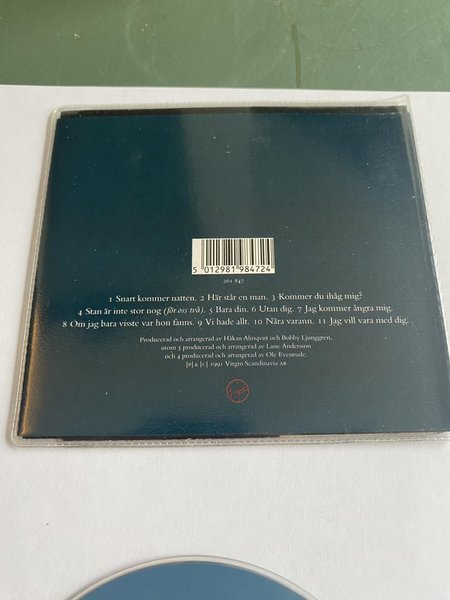 5 012981 984724
261 847
1 Snart kommer natten. 2 Här står en man. 3 Kommer du ihåg mig?
4 Stan är inte stor nog (för oss två). 5 Bara din. 6 Utan dig. 7 Jag kommer ångra mig.
8 Om jag bara visste var hon fanns. 9 Vi hade allt. 10 Nära varann. 11 Jag vill vara med dig.
Producerad och arrangerad av Håkan Almqvist och Bobby Ljunggren,
utom 2 producerad och arrangerad av Lasse Andersson
och 4 producerad och arrangerad av Ole Evenrude.
[P] & [C] 1991 Virgin Scandinavia AB
Virgin